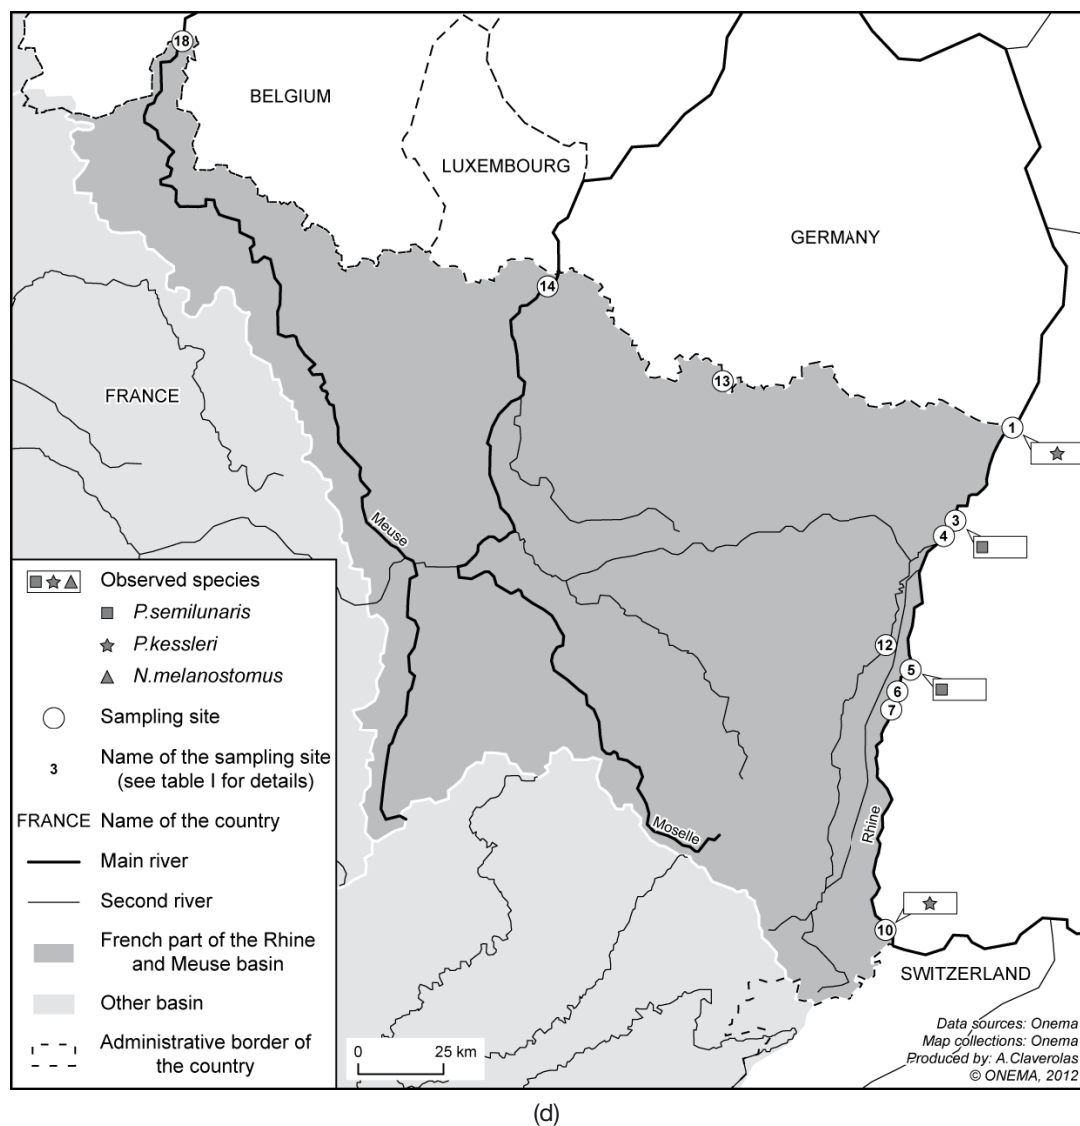 18
BELGIUM
LUXEMBOURG
GERMANY
14
13
FRANCE
1
3
4
Meuse
12
5
6
7
Rhine
Moselle
10
SWITZERLAND
Observed species
P.semilunaris
P.kessleri
N.melanostomus
Sampling site
3 Name of the sampling site
(see table I for details)
FRANCE Name of the country
Main river
Second river
French part of the Rhine
and Meuse basin
Other basin
Administrative border of
the country
0 25 km
Data sources: Onema
Map collections: Onema
Produced by: A.Claverolas
© ONEMA, 2012
(d)